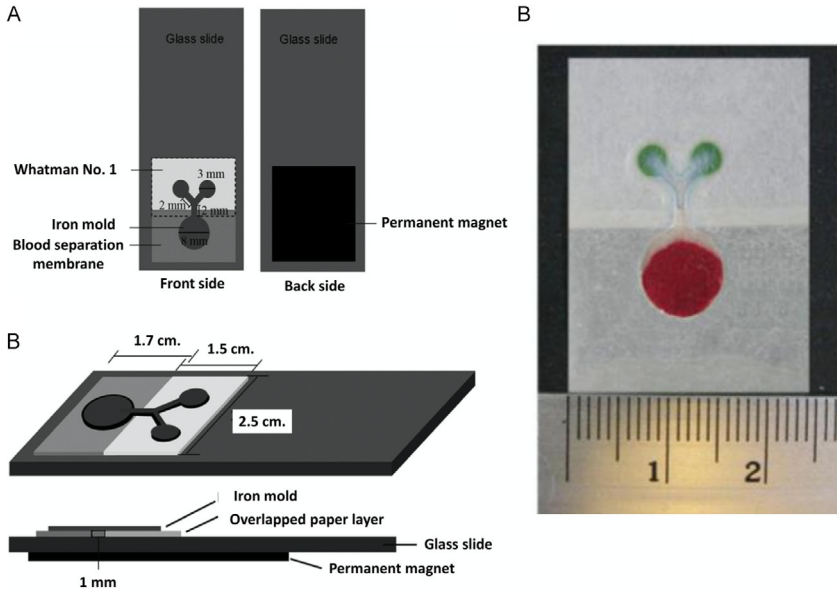 A
Glass slide
Glass slide
Whatman No. 1
3 mm
2 mm
2 mm
Iron mold
8 mm
Blood separation
membrane
Permanent magnet
Front side
Back side
B
1.7 cm.
1.5 cm.
2.5 cm.
Iron mold
Overlapped paper layer
Glass slide
Permanent magnet
1 mm
B
1
2